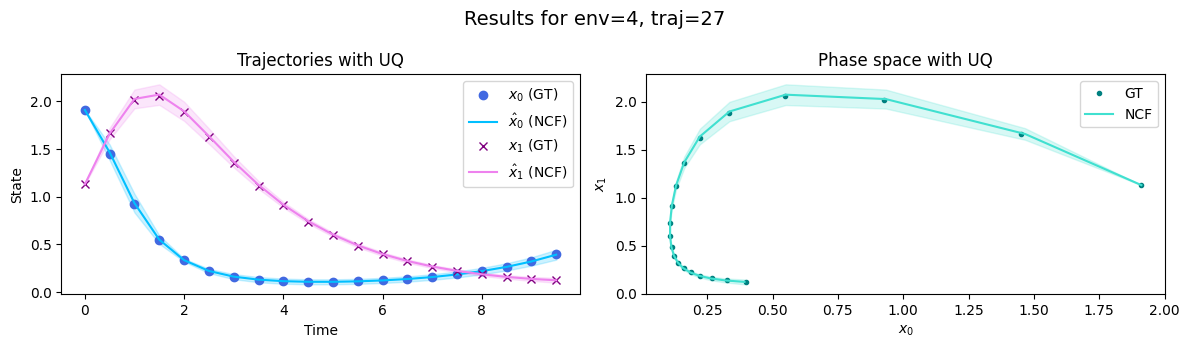 Results for env=4, traj=27
Trajectories with UQ
State
2.0
1.5
1.0
0.5
0.0
0 2 4 6 8
Time
x₀ (GT)
x̂₀ (NCF)
x₁ (GT)
x̂₁ (NCF)
Phase space with UQ
x₁
2.0
1.5
1.0
0.5
0.0
0.25 0.50 0.75 1.00 1.25 1.50 1.75 2.00
x₀
GT
NCF